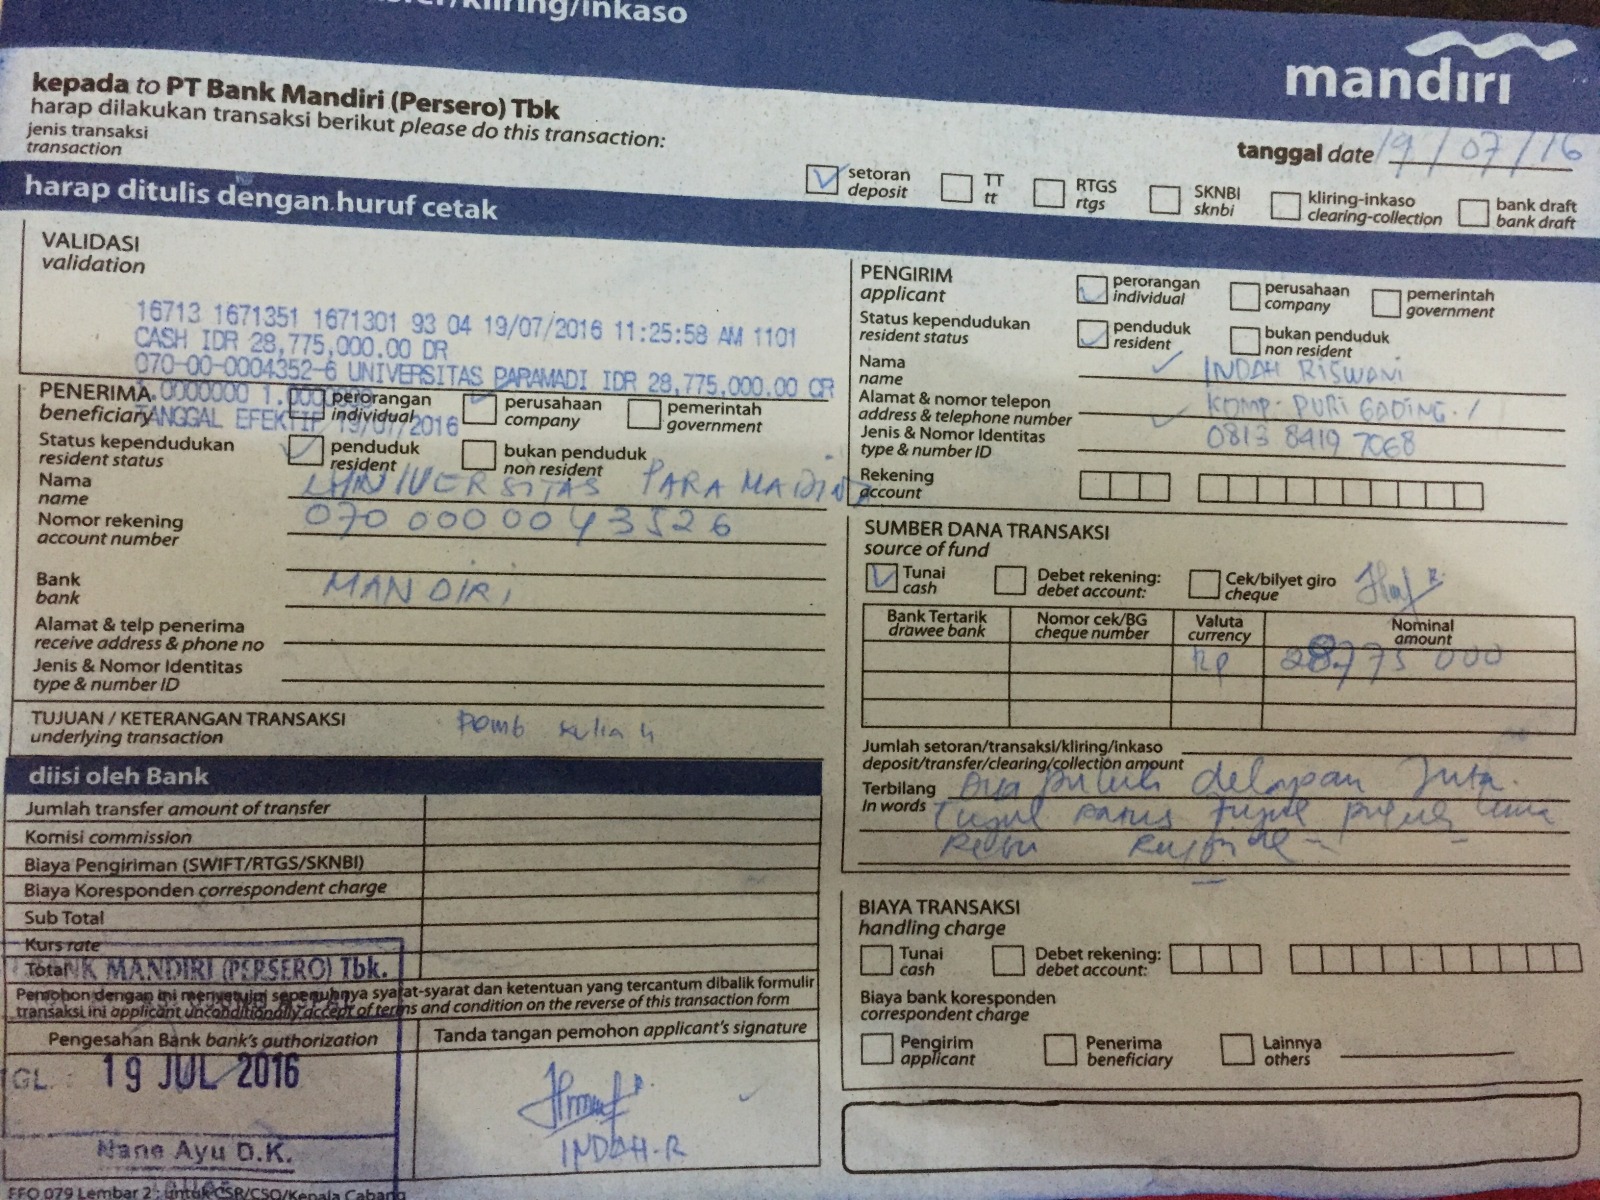 kliring/inkaso
mandırı
kepada to PT Bank Mandiri (Persero) Tbk
harap dilakukan transaksi berikut please do this transaction:
jenis transaksi
transaction
tanggal date 19/07/16
setoran deposit
TT tt
RTGS rtgs
SKNBI sknbi
kliring-inkaso clearing-collection
bank draft bank draft
harap ditulis dengan huruf cetak
VALIDASI
validation
16713 1671351 1671301 93 04 19/07/2016 11:25:58 AM 1101
CASH IDR 28,775,000.00 DR
070-00-0004352-6 UNIVERSITAS PARAMADI IDR 28,775,000.00 CR
TANGGAL EFEKTIF 19/07/2016
PENERIMA
beneficiary
perorangan individual
perusahaan company
pemerintah government
Status kependudukan
resident status
penduduk resident
bukan penduduk non resident
Nama
name
UNIVERSITAS PARAMADINA
Nomor rekening
account number
0700000043526
Bank
bank
MANDIRI
Alamat & telp penerima
receive address & phone no
Jenis & Nomor Identitas
type & number ID
TUJUAN / KETERANGAN TRANSAKSI
underlying transaction
Pemb kuliah
diisi oleh Bank
Jumlah transfer amount of transfer
Komisi commission
Biaya Pengiriman (SWIFT/RTGS/SKNBI)
Biaya Koresponden correspondent charge
Sub Total
Kurs rate
Total
BANK MANDIRI (PERSERO) Tbk.
Pemohon dengan ini menyetujui sepenuhnya syarat-syarat dan ketentuan yang tercantum dibalik formulir
transaksi ini applicant unconditionally accept of terms and condition on the reverse of this transaction form
Pengesahan Bank bank's authorization
Tanda tangan pemohon applicant's signature
GL. 19 JUL 2016
INDAH.R
Nane Ayu D.K.
FFO 079 Lembar 2 : untuk CSR/CSO/Kepala Cabang
PENGIRIM
applicant
perorangan individual
perusahaan company
pemerintah government
Status kependudukan
resident status
penduduk resident
bukan penduduk non resident
Nama
name
INDAH RISWANI
Alamat & nomor telepon
address & telephone number
KOMP. PURI GADING. /
Jenis & Nomor Identitas
type & number ID
0813 8419 7068
Rekening
account
SUMBER DANA TRANSAKSI
source of fund
Tunai cash
Debet rekening: debet account:
Cek/bilyet giro cheque
Bank Tertarik drawee bank
Nomor cek/BG cheque number
Valuta currency
Nominal amount
Rp 28.775 000
Jumlah setoran/transaksi/kliring/inkaso
deposit/transfer/clearing/collection amount
Terbilang
In words
Dua puluh delapan Juta.
Tujuh ratus tujuh puluh lima
Ribu Rupiah
BIAYA TRANSAKSI
handling charge
Tunai cash
Debet rekening: debet account:
Biaya bank koresponden
correspondent charge
Pengirim applicant
Penerima beneficiary
Lainnya others